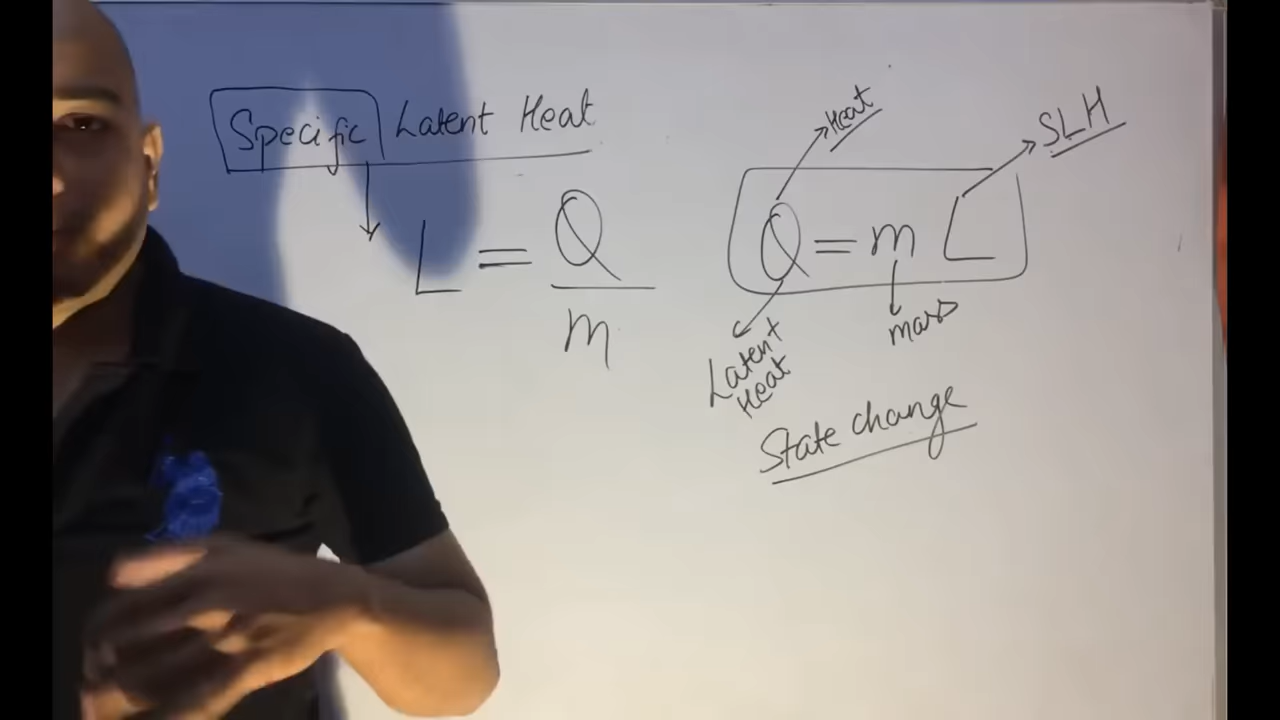 Specific Latent Heat
L = Q/m
Heat
SLH
Q = m L
mass
Latent
Heat
State change